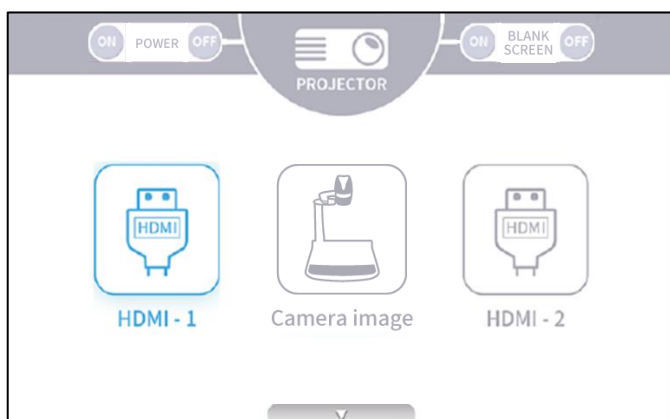 ON POWER OFF
ON BLANK SCREEN OFF
PROJECTOR
HDMI
HDMI
HDMI - 1
Camera image
HDMI - 2